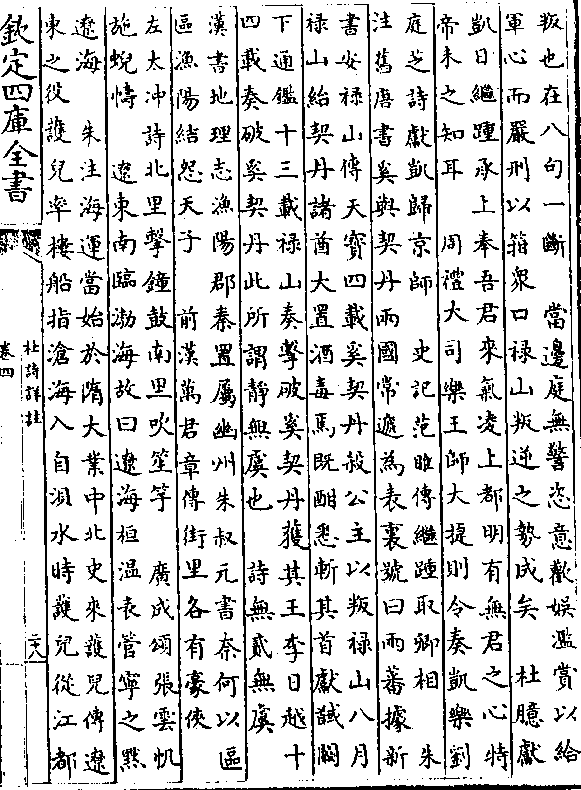 叛也在八句一斷　當邊庭無警恣意歡娛濫賞以給
軍心而嚴刑以箝衆口祿山叛逆之勢成矣　杜臆獻
凱日繼踵承上奉吾君來氣凌上都明有無君之心特
帝未之知耳　周禮大司樂王師大捷則令奏凱樂劉
庭芝詩獻凱歸京師　史記范睢傳繼踵取卿相　朱
注舊唐書奚與契丹兩國常遞為表裏號曰兩蕃據新
書安祿山傳天寶四載奚契丹殺公主以叛祿山八月
祿山紿契丹諸酋大置酒毒焉既酣悉斬其首獻馘闕
下通鑑十三載祿山奏擊破奚契丹獲其王李日越十
四載奏破奚契丹此所謂靜無虞也　詩無貳無虞
漢書地理志漁陽郡秦置屬幽州朱叔元書奈何以區
區漁陽結怨天子　前漢萬君章傳街里各有豪俠
左太冲詩北里擊鐘鼓南里吹笙竽　廣成頌張雲帆
施蜺幬　遼東南臨渤海故曰遼海桓温表管寧之黙
遼海　朱注海運當始於隋大業中北史來護兒傳遼
東之役護兒率樓船指滄海入自浿水時護兒從江都
欽定四庫全書
杜詩詳註
卷四
二十八